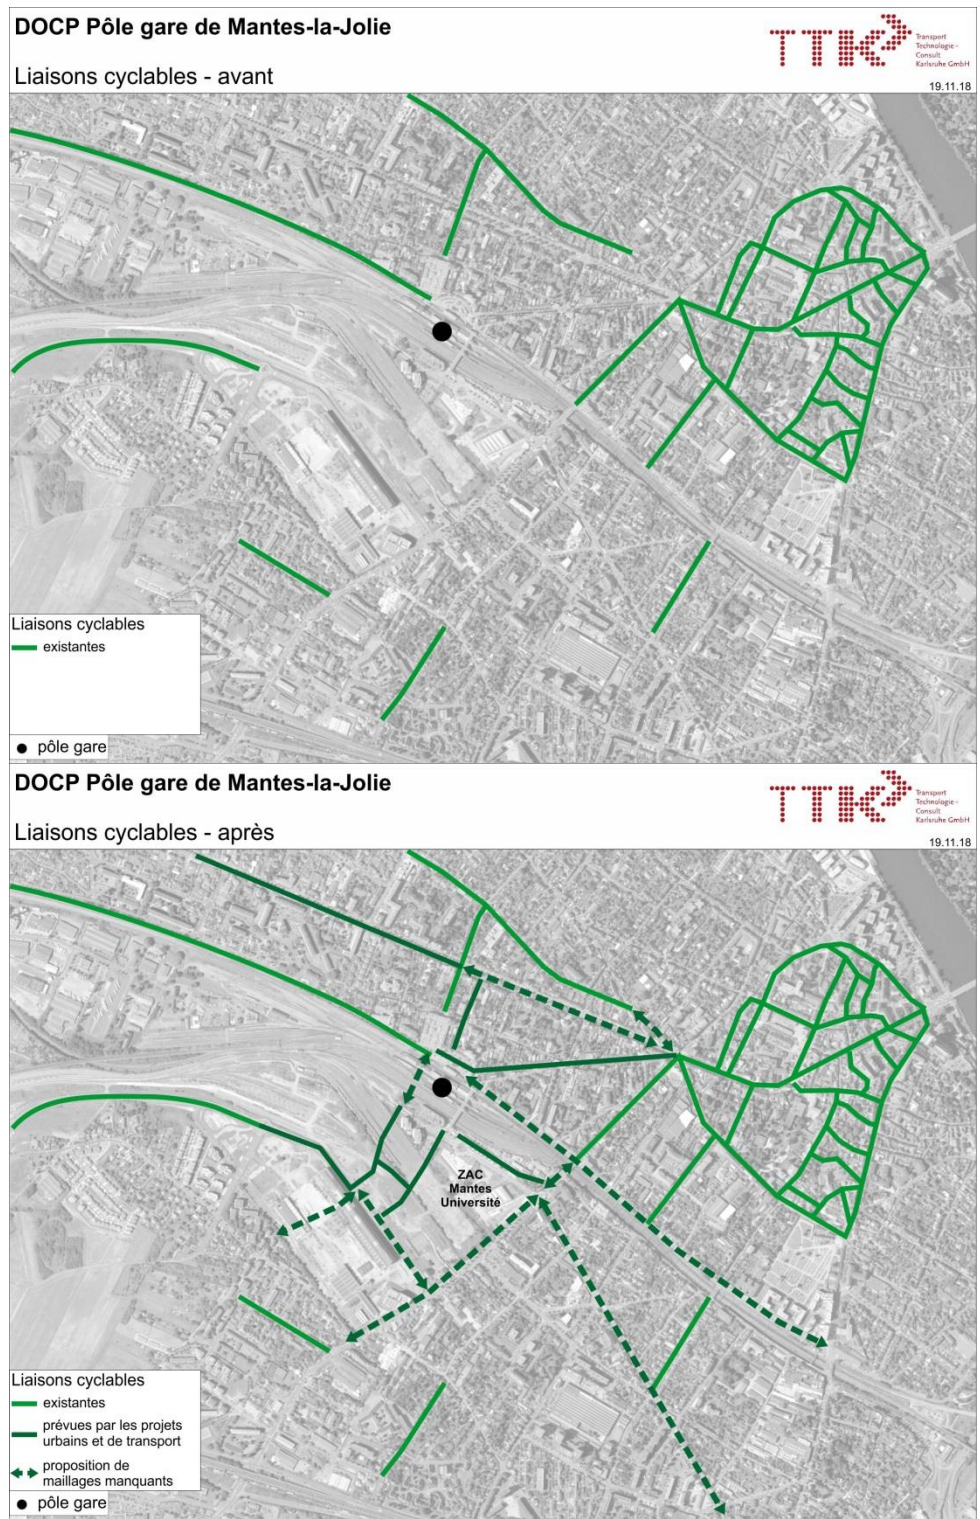 DOCP Pôle gare de Mantes-la-Jolie
TTK
Transport
Technologie -
Consult
Karlsruhe GmbH
Liaisons cyclables - avant
19.11.18
Liaisons cyclables
existantes
pôle gare
DOCP Pôle gare de Mantes-la-Jolie
TTK
Transport
Technologie -
Consult
Karlsruhe GmbH
Liaisons cyclables - après
19.11.18
ZAC
Mantes
Université
Liaisons cyclables
existantes
prévues par les projets
urbains et de transport
proposition de
maillages manquants
pôle gare